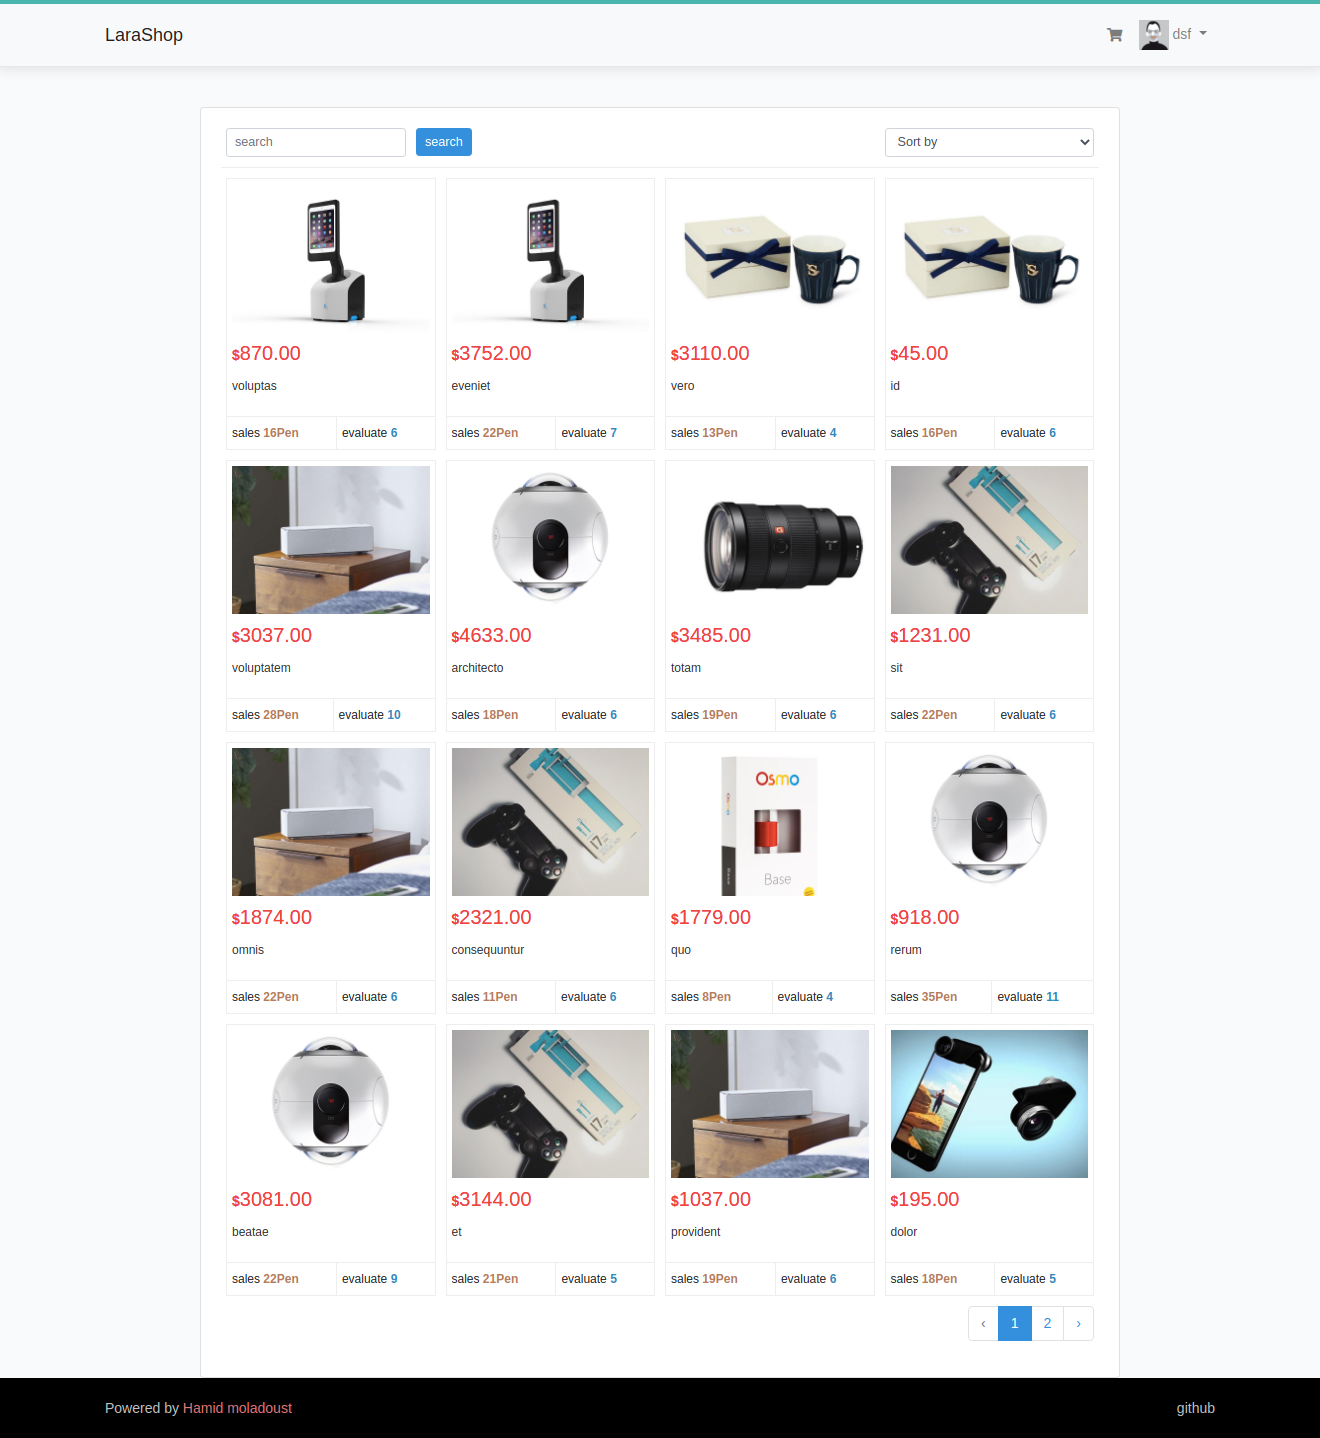 LaraShop
dsf
search
search
Sort by
$870.00
voluptas
sales 16Pen
evaluate 6
$3752.00
eveniet
sales 22Pen
evaluate 7
S
$3110.00
vero
sales 13Pen
evaluate 4
S
$45.00
id
sales 16Pen
evaluate 6
$3037.00
voluptatem
sales 28Pen
evaluate 10
$4633.00
architecto
sales 18Pen
evaluate 6
G
$3485.00
totam
sales 19Pen
evaluate 6
17
$1231.00
sit
sales 22Pen
evaluate 6
$1874.00
omnis
sales 22Pen
evaluate 6
17
$2321.00
consequuntur
sales 11Pen
evaluate 6
Osmo
Base
$1779.00
quo
sales 8Pen
evaluate 4
$918.00
rerum
sales 35Pen
evaluate 11
$3081.00
beatae
sales 22Pen
evaluate 9
17
$3144.00
et
sales 21Pen
evaluate 5
$1037.00
provident
sales 19Pen
evaluate 6
$195.00
dolor
sales 18Pen
evaluate 5
‹ 1 2 ›
Powered by Hamid moladoust
github